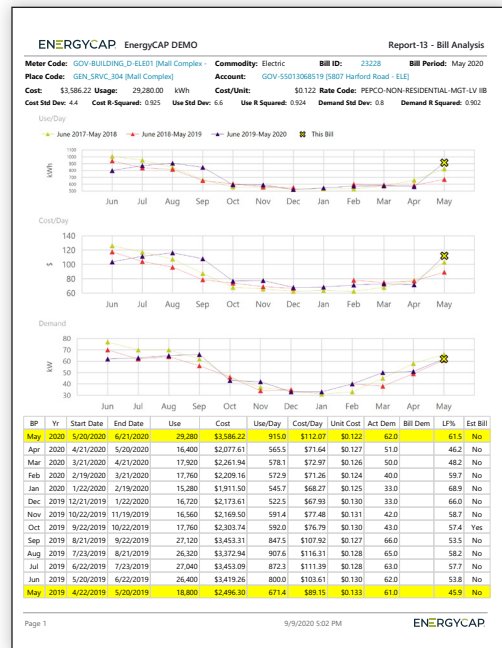 ENERGYCAP. EnergyCAP DEMO Report-13 - Bill Analysis
Meter Code: GOV-BUILDING_D-ELE01 [Mall Complex - Commodity: Electric Bill ID: 23228 Bill Period: May 2020
Place Code: GEN_SRVC_304 [Mall Complex] Account: GOV-55013068519 [5807 Harford Road - ELE]
Cost: $3,586.22 Usage: 29,280.00 kWh Cost/Unit: $0.122 Rate Code: PEPCO-NON-RESIDENTIAL-MGT-LV IIB
Cost Std Dev: 4.4 Cost R-Squared: 0.925 Use Std Dev: 6.6 Use R Squared: 0.924 Demand Std Dev: 0.8 Demand R Squared: 0.902
Use/Day
June 2017-May 2018 June 2018-May 2019 June 2019-May 2020 This Bill
1100
1000
900
800
700
600
500
kWh
Jun Jul Aug Sep Oct Nov Dec Jan Feb Mar Apr May
Cost/Day
140
120
100
80
60
$
Jun Jul Aug Sep Oct Nov Dec Jan Feb Mar Apr May
Demand
80
70
60
50
40
30
kW
Jun Jul Aug Sep Oct Nov Dec Jan Feb Mar Apr May
BP Yr Start Date End Date Use Cost Use/Day Cost/Day Unit Cost Act Dem Bill Dem LF% Est Bill
May 2020 5/20/2020 6/21/2020 29,280 $3,586.22 915.0 $112.07 $0.122 62.0 61.5 No
Apr 2020 4/21/2020 5/20/2020 16,400 $2,077.61 565.5 $71.64 $0.127 51.0 46.2 No
Mar 2020 3/21/2020 4/21/2020 17,920 $2,261.94 578.1 $72.97 $0.126 50.0 48.2 No
Feb 2020 2/19/2020 3/21/2020 17,760 $2,209.16 572.9 $71.26 $0.124 40.0 59.7 No
Jan 2020 1/22/2020 2/19/2020 15,280 $1,911.50 545.7 $68.27 $0.125 33.0 68.9 No
Dec 2019 12/21/2019 1/22/2020 16,720 $2,173.61 522.5 $67.93 $0.130 33.0 66.0 No
Nov 2019 10/22/2019 11/19/2019 16,560 $2,169.50 591.4 $77.48 $0.131 42.0 58.7 No
Oct 2019 9/22/2019 10/22/2019 17,760 $2,303.74 592.0 $76.79 $0.130 43.0 57.4 Yes
Sep 2019 8/21/2019 9/22/2019 27,120 $3,453.31 847.5 $107.92 $0.127 66.0 53.5 No
Aug 2019 7/23/2019 8/21/2019 26,320 $3,372.94 907.6 $116.31 $0.128 65.0 58.2 No
Jul 2019 6/22/2019 7/23/2019 27,040 $3,453.09 872.3 $111.39 $0.128 63.0 57.7 No
Jun 2019 5/20/2019 6/22/2019 26,400 $3,419.26 800.0 $103.61 $0.130 62.0 53.8 No
May 2019 4/22/2019 5/20/2019 18,800 $2,496.30 671.4 $89.15 $0.133 61.0 45.9 No
Page 1 9/9/2020 5:02 PM ENERGYCAP.